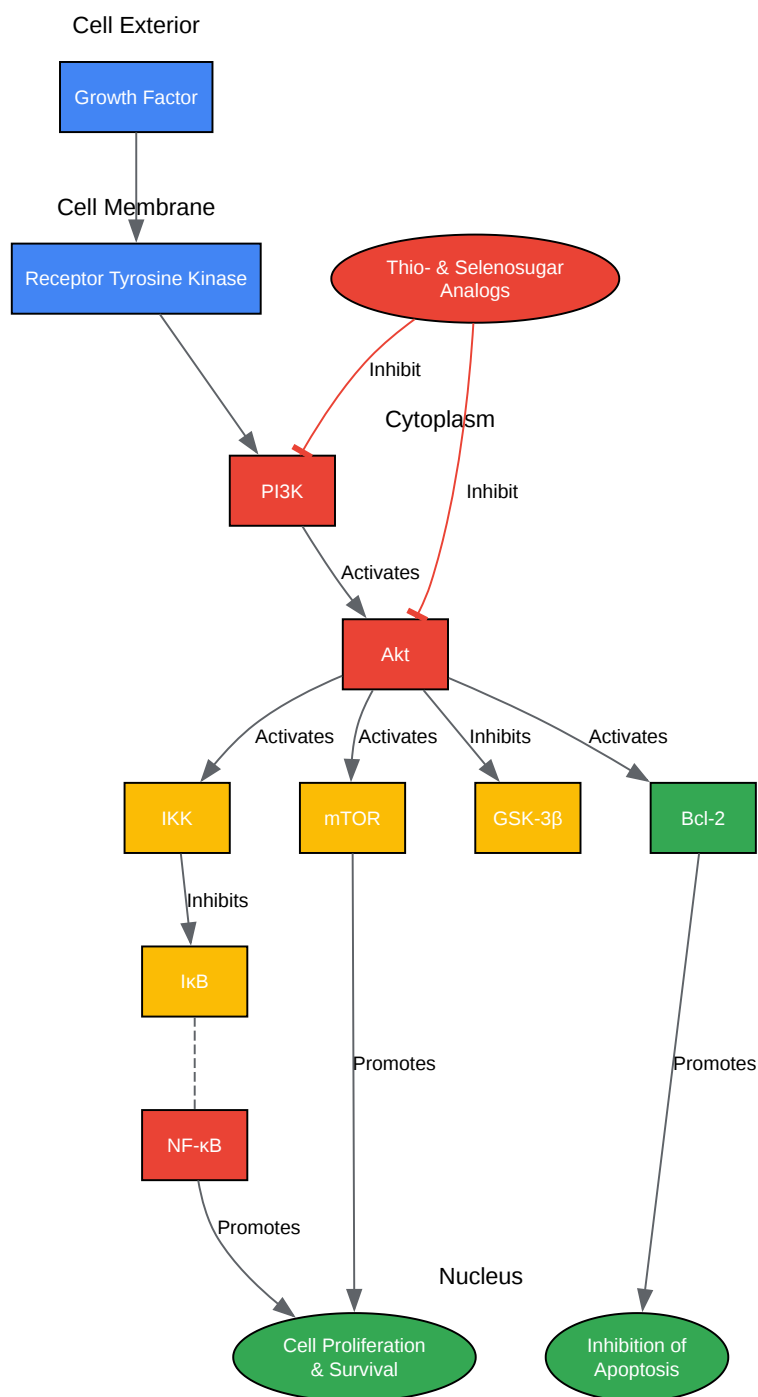 Cell Exterior
Growth Factor
Cell Membrane
Receptor Tyrosine Kinase
Thio- & Selenosugar
Analogs
Inhibit
Cytoplasm
PI3K
Inhibit
Activates
Akt
Activates
Activates
Inhibits
Activates
IKK
mTOR
GSK-3β
Bcl-2
Inhibits
IκB
Promotes
Promotes
NF-κB
Promotes
Nucleus
Cell Proliferation
& Survival
Inhibition of
Apoptosis